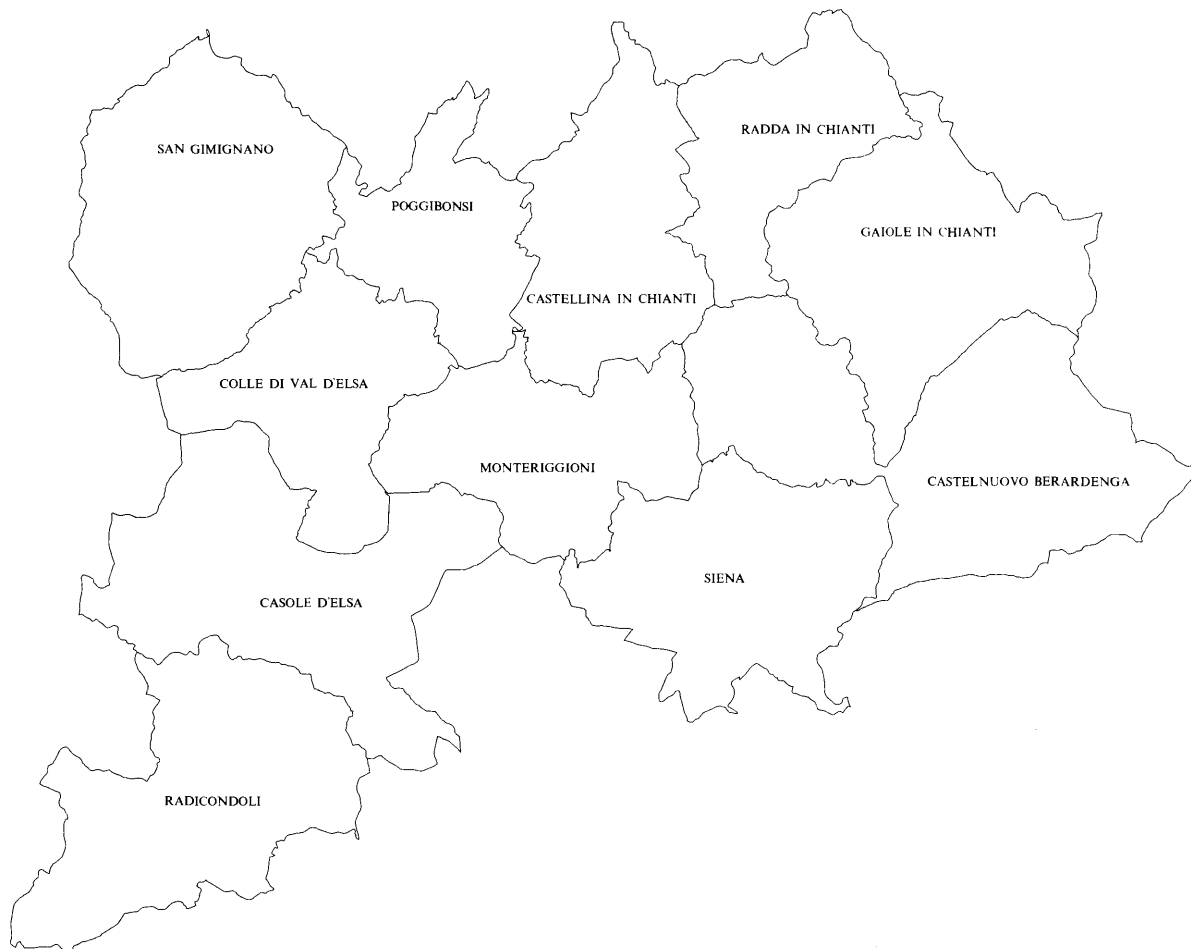 RADDA IN CHIANTI
SAN GIMIGNANO
POGGIBONSI
GAIOLE IN CHIANTI
CASTELLINA IN CHIANTI
COLLE DI VAL D'ELSA
MONTERIGGIONI
CASTELNUOVO BERARDENGA
SIENA
CASOLE D'ELSA
RADICONDOLI